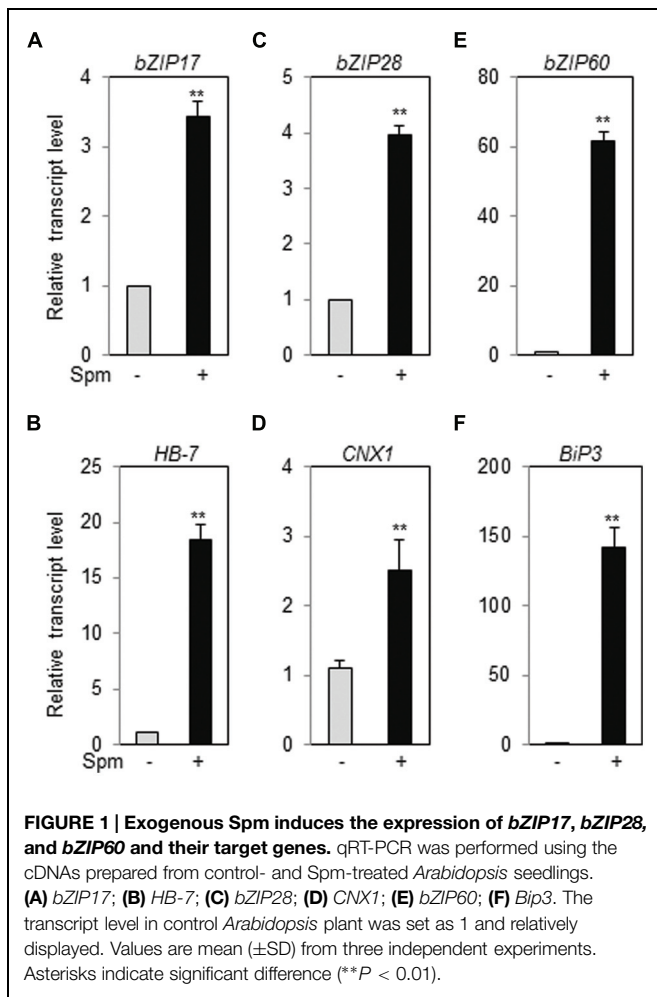 A C E
bZIP17 bZIP28 bZIP60
Relative transcript level
4
3
2
1
0
**
5
4
3
2
1
0
**
80
60
40
20
0
**
Spm - + - + - +
B D F
HB-7 CNX1 BiP3
Relative transcript level
25
20
15
10
5
0
**
4
3
2
1
0
**
200
150
100
50
0
**
Spm - + - + - +
FIGURE 1 | Exogenous Spm induces the expression of bZIP17, bZIP28,
and bZIP60 and their target genes. qRT-PCR was performed using the
cDNAs prepared from control- and Spm-treated Arabidopsis seedlings.
(A) bZIP17; (B) HB-7; (C) bZIP28; (D) CNX1; (E) bZIP60; (F) Bip3. The
transcript level in control Arabidopsis plant was set as 1 and relatively
displayed. Values are mean (±SD) from three independent experiments.
Asterisks indicate significant difference (**P < 0.01).